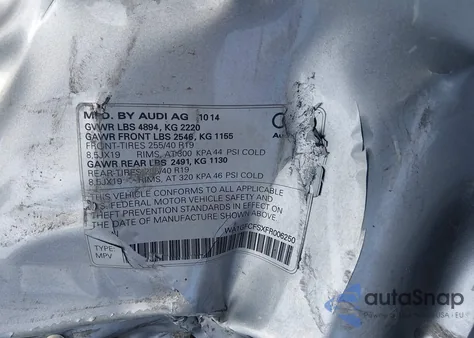 MFD. BY AUDI AG 10 14
GVWR LBS 4894, KG 2220
GAWR FRONT LBS 2546, KG 1155
FRONT-TIRES 255/40 R19
8.5JX19 RIMS, AT 300 KPA 44 PSI COLD
GAWR REAR LBS 2491, KG 1130
REAR-TIRES R19
8.5JX19 RIMS, AT 320 KPA 46 PSI COLD
THIS VEHICLE CONFORMS TO ALL APPLICABLE
U.S. FEDERAL MOTOR VEHICLE SAFETY AND
THEFT PREVENTION STANDARDS IN EFFECT ON
THE DATE OF MANUFACTURE SHOWN ABOVE.
TYPE
MPV
autoSnap